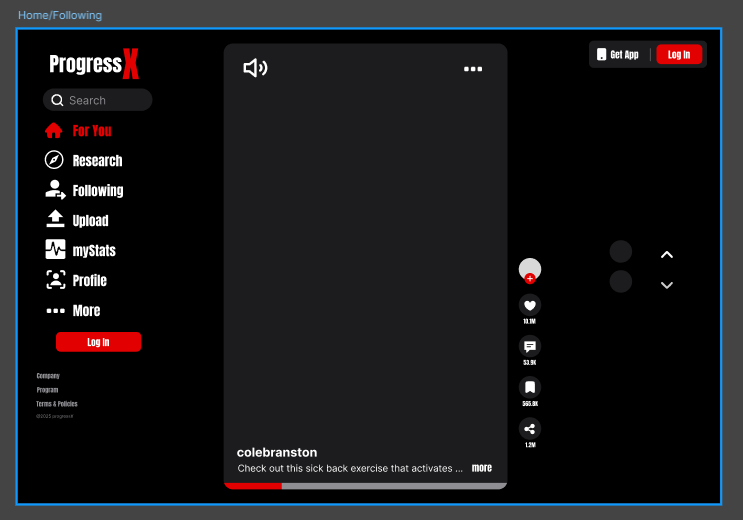 Home/Following
ProgressX
Search
For You
Research
Following
Upload
myStats
Profile
More
Log In
Company
Program
Terms & Policies
©2025 progressX
Get App
Log In
10.1M
53.9K
565.8K
1.2M
colebranston
Check out this sick back exercise that activates ... more